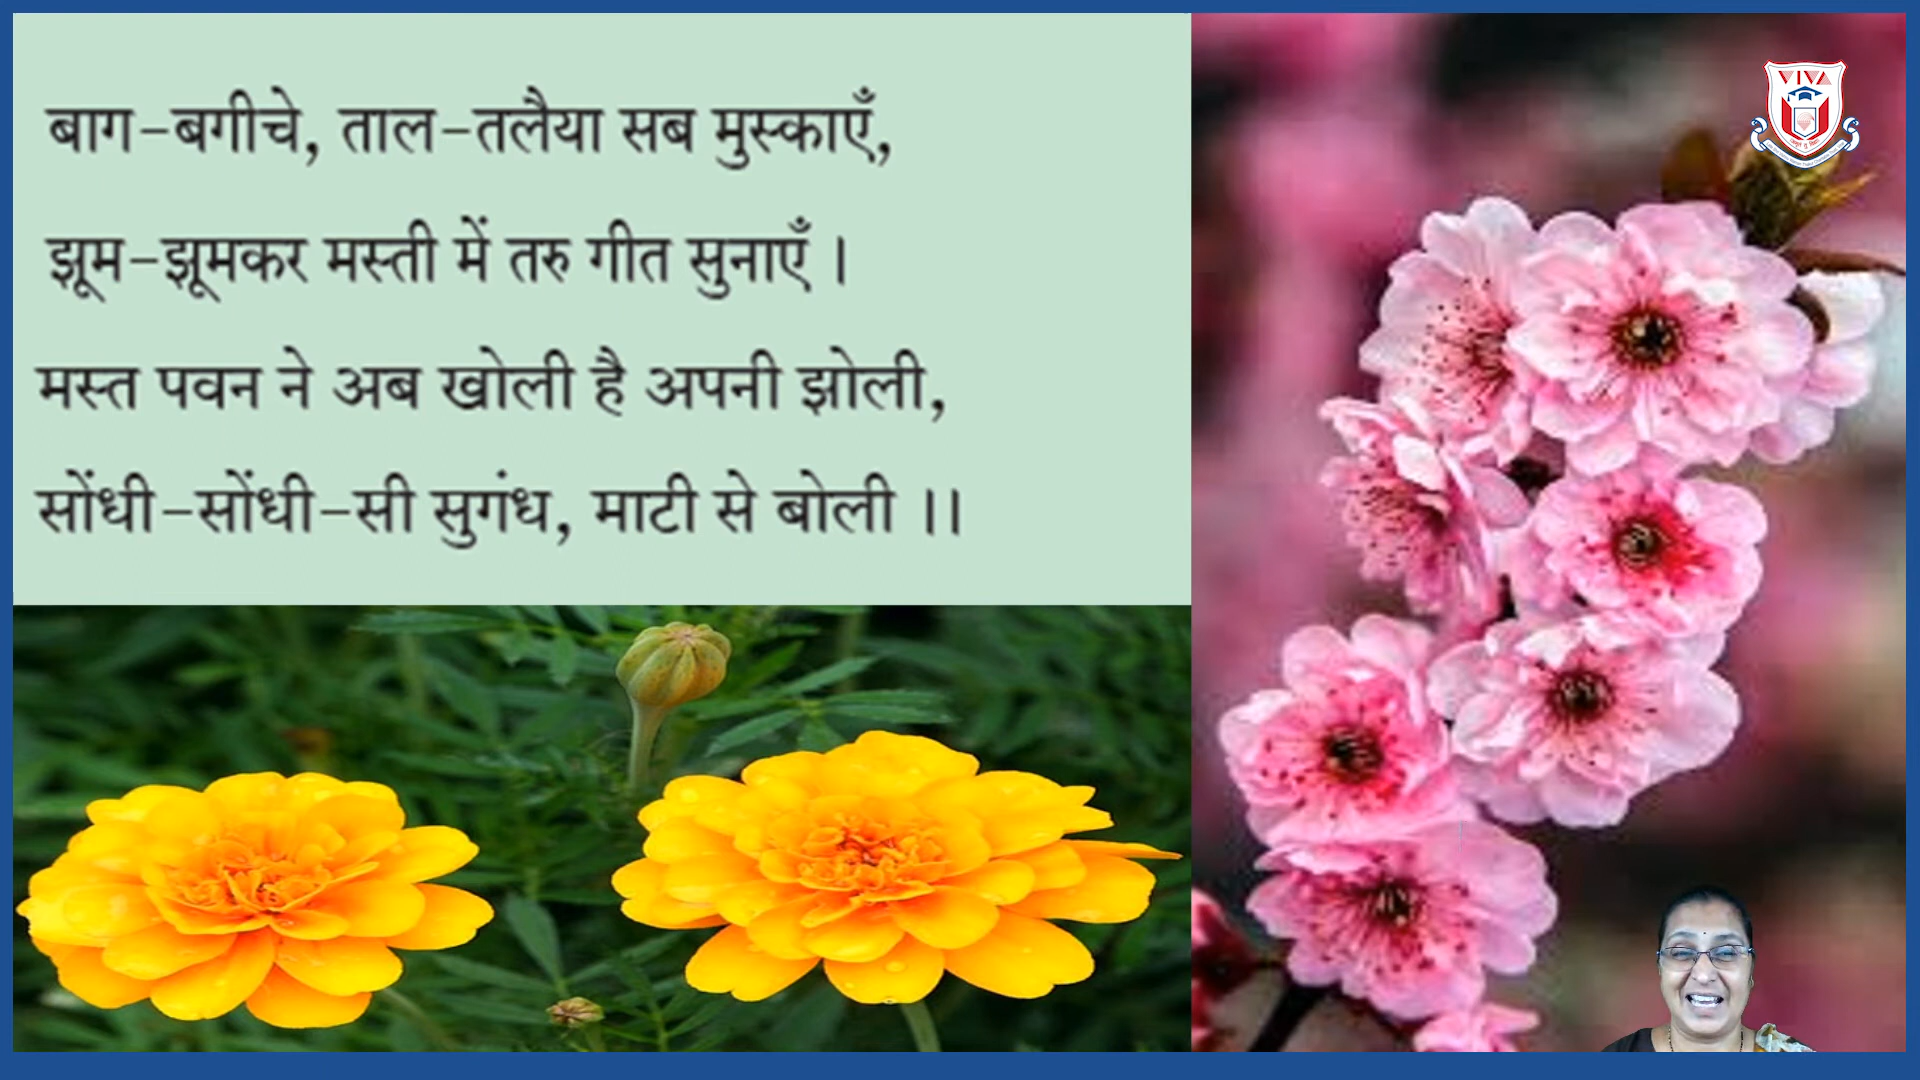 बाग-बगीचे, ताल-तलैया सब मुस्काएँ,
झूम-झूमकर मस्ती में तरु गीत सुनाएँ ।
मस्त पवन ने अब खोली है अपनी झोली,
सोंधी-सोंधी-सी सुगंध, माटी से बोली ।।
VIVA